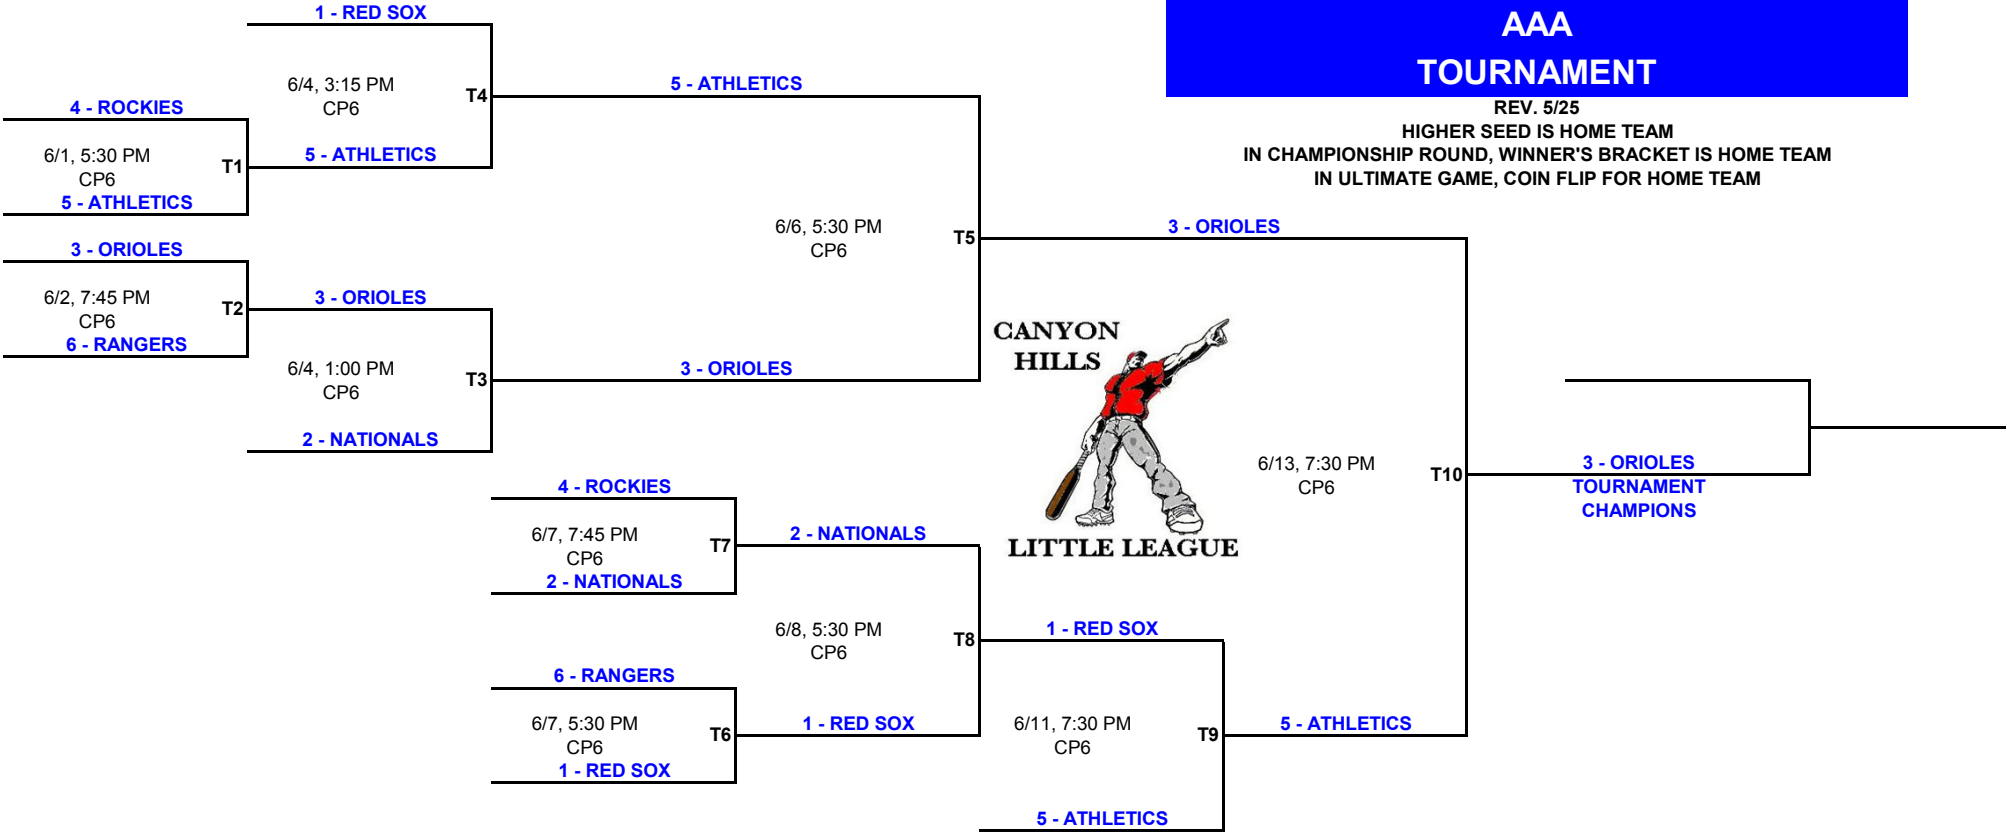 AAA
TOURNAMENT
REV. 5/25
HIGHER SEED IS HOME TEAM
IN CHAMPIONSHIP ROUND, WINNER'S BRACKET IS HOME TEAM
IN ULTIMATE GAME, COIN FLIP FOR HOME TEAM
1 - RED SOX
6/4, 3:15 PM
CP6
T4
5 - ATHLETICS
4 - ROCKIES
6/1, 5:30 PM
CP6
T1
5 - ATHLETICS
5 - ATHLETICS
3 - ORIOLES
6/2, 7:45 PM
CP6
T2
6 - RANGERS
3 - ORIOLES
6/4, 1:00 PM
CP6
T3
2 - NATIONALS
3 - ORIOLES
6/6, 5:30 PM
CP6
T5
3 - ORIOLES
CANYON
HILLS
LITTLE LEAGUE
4 - ROCKIES
6/7, 7:45 PM
CP6
T7
2 - NATIONALS
2 - NATIONALS
6/8, 5:30 PM
CP6
T8
1 - RED SOX
6 - RANGERS
6/7, 5:30 PM
CP6
T6
1 - RED SOX
1 - RED SOX
6/11, 7:30 PM
CP6
T9
5 - ATHLETICS
5 - ATHLETICS
6/13, 7:30 PM
CP6
T10
3 - ORIOLES
TOURNAMENT
CHAMPIONS